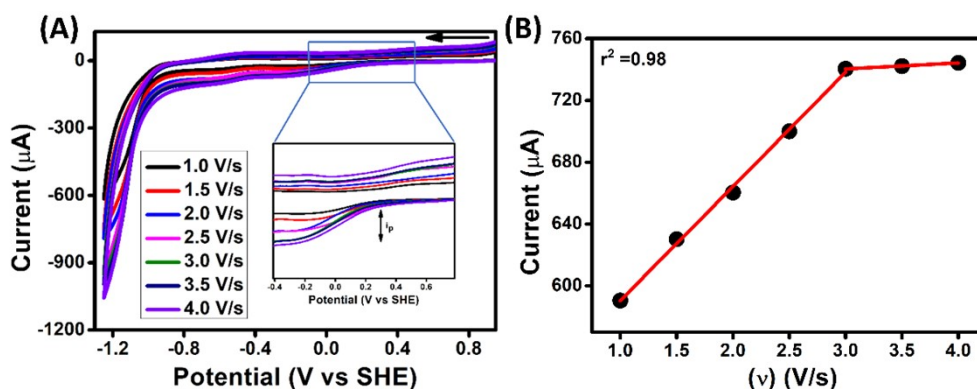 (A)
Current (µA)
0
-300
-600
-900
-1200
1.0 V/s
1.5 V/s
2.0 V/s
2.5 V/s
3.0 V/s
3.5 V/s
4.0 V/s
iₚ
-0.4 -0.2 0.0 0.2 0.4 0.6
Potential (V vs SHE)
-1.2 -0.8 -0.4 0.0 0.4 0.8
Potential (V vs SHE)
(B)
r² =0.98
Current (µA)
760
720
680
640
600
1.0 1.5 2.0 2.5 3.0 3.5 4.0
(ν) (V/s)